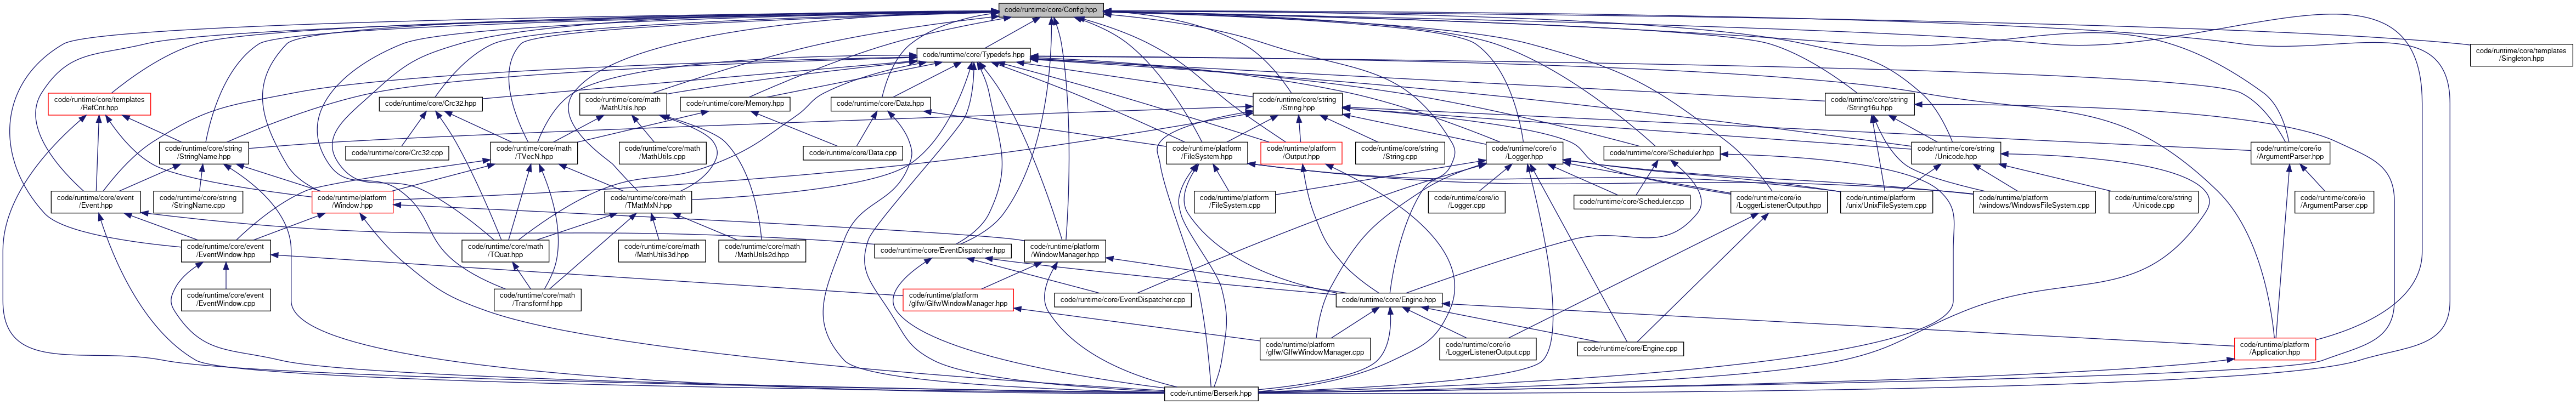 code/runtime/core/Config.hpp
code/runtime/core/Typedefs.hpp
code/runtime/core/templates
/Singleton.hpp
code/runtime/core/templates
/RefCnt.hpp
code/runtime/core/Crc32.hpp
code/runtime/core/math
/MathUtils.hpp
code/runtime/core/Memory.hpp
code/runtime/core/Data.hpp
code/runtime/core/string
/String.hpp
code/runtime/core/string
/String16u.hpp
code/runtime/core/string
/StringName.hpp
code/runtime/core/Crc32.cpp
code/runtime/core/math
/TVecN.hpp
code/runtime/core/math
/MathUtils.cpp
code/runtime/core/Data.cpp
code/runtime/platform
/FileSystem.hpp
code/runtime/platform
/Output.hpp
code/runtime/core/string
/String.cpp
code/runtime/core/io
/Logger.hpp
code/runtime/core/Scheduler.hpp
code/runtime/core/string
/Unicode.hpp
code/runtime/core/io
/ArgumentParser.hpp
code/runtime/core/event
/Event.hpp
code/runtime/core/string
/StringName.cpp
code/runtime/platform
/Window.hpp
code/runtime/core/math
/TMatMxN.hpp
code/runtime/platform
/FileSystem.cpp
code/runtime/core/io
/Logger.cpp
code/runtime/core/Scheduler.cpp
code/runtime/core/io
/LoggerListenerOutput.hpp
code/runtime/platform
/unix/UnixFileSystem.cpp
code/runtime/platform
/windows/WindowsFileSystem.cpp
code/runtime/core/string
/Unicode.cpp
code/runtime/core/io
/ArgumentParser.cpp
code/runtime/core/event
/EventWindow.hpp
code/runtime/core/math
/TQuat.hpp
code/runtime/core/math
/MathUtils3d.hpp
code/runtime/core/math
/MathUtils2d.hpp
code/runtime/core/EventDispatcher.hpp
code/runtime/platform
/WindowManager.hpp
code/runtime/core/event
/EventWindow.cpp
code/runtime/core/math
/Transformf.hpp
code/runtime/platform
/glfw/GlfwWindowManager.hpp
code/runtime/core/EventDispatcher.cpp
code/runtime/core/Engine.hpp
code/runtime/platform
/glfw/GlfwWindowManager.cpp
code/runtime/core/io
/LoggerListenerOutput.cpp
code/runtime/core/Engine.cpp
code/runtime/platform
/Application.hpp
code/runtime/Berserk.hpp